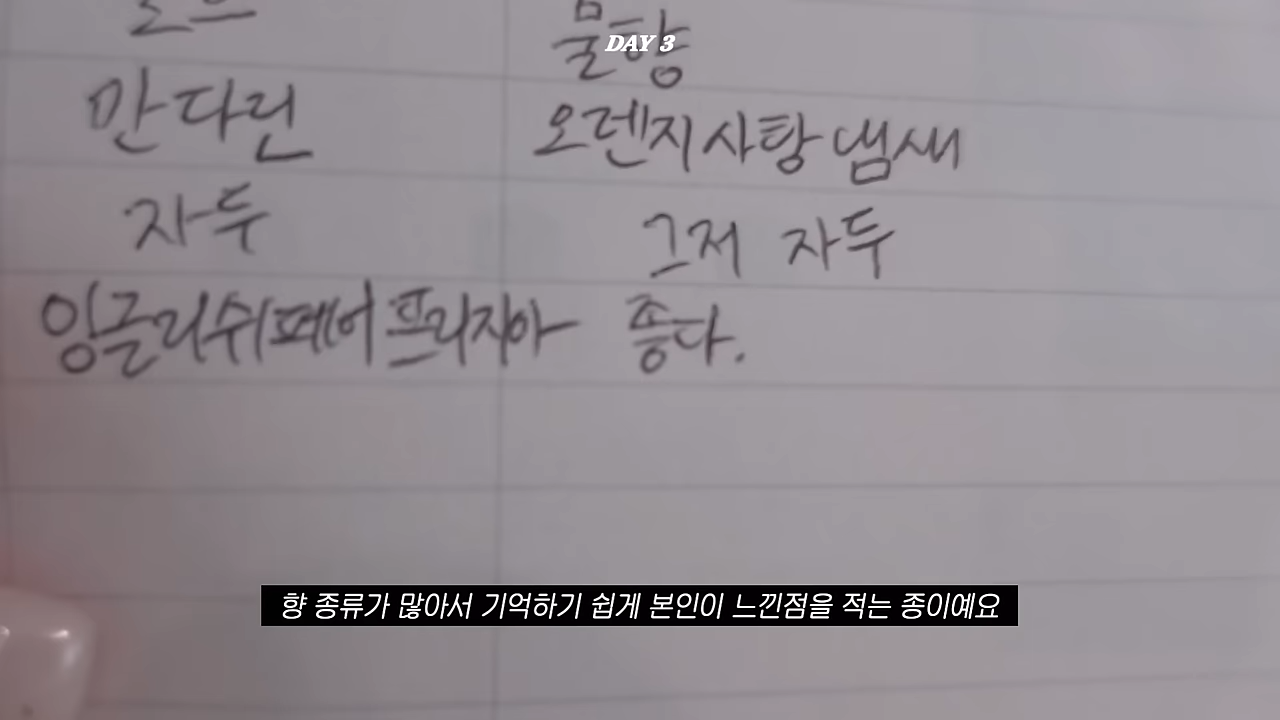 DAY 3
물향
만다린 오렌지사탕 냄새
자두 그저 자두
잉글리쉬페어프리지아 좋다.
향 종류가 많아서 기억하기 쉽게 본인이 느낀점을 적는 종이예요